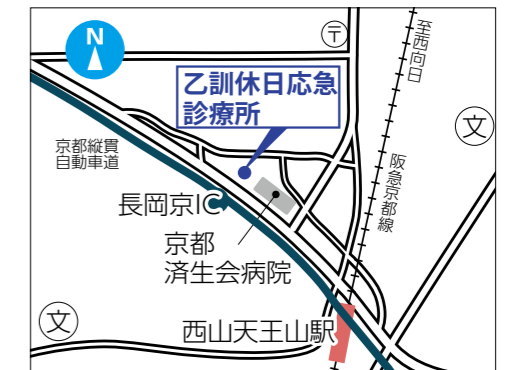 N
〒
至西向日
乙訓休日応急
診療所
文
京都縦貫
自動車道
阪急京都線
長岡京IC
京都
済生会病院
文
西山天王山駅